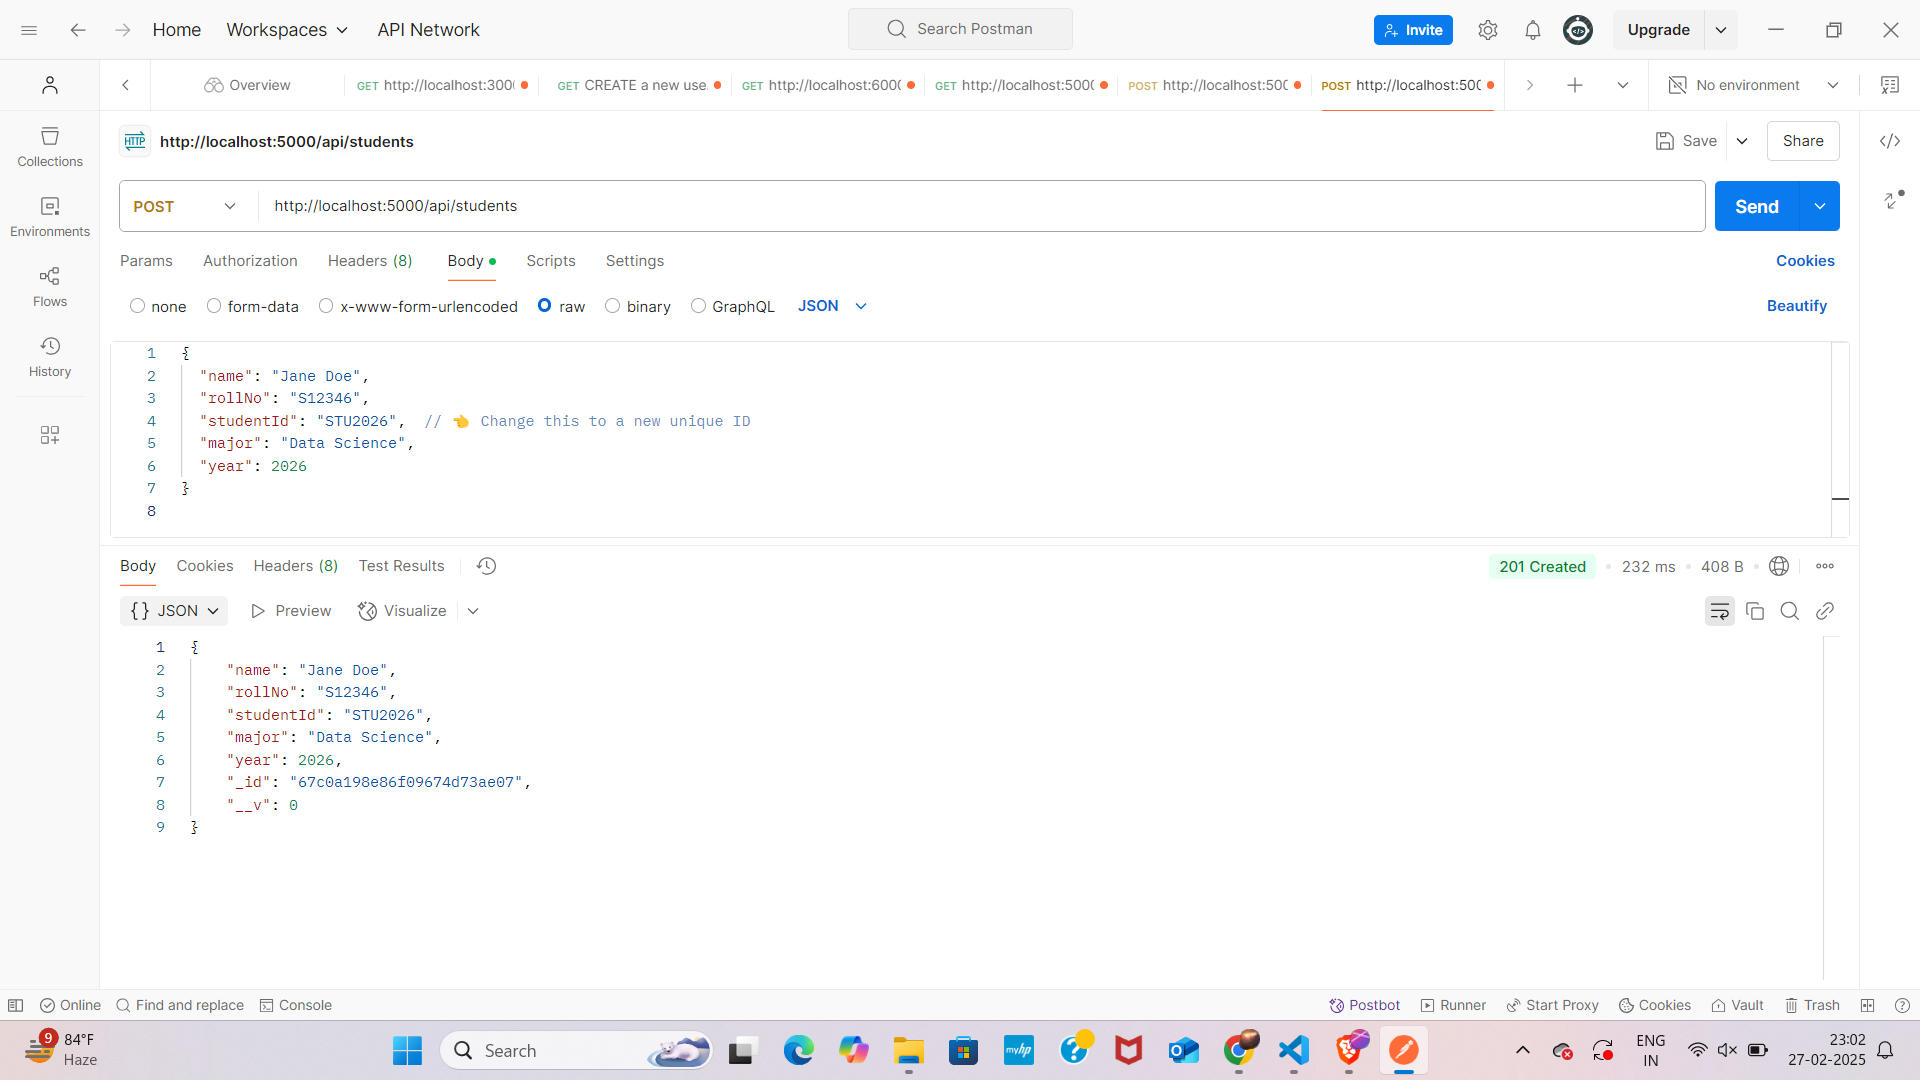 Home Workspaces API Network Search Postman Invite Upgrade
Overview GET http://localhost:300 GET CREATE a new use. GET http://localhost:600 GET http://localhost:500 POST http://localhost:50 POST http://localhost:50 No environment
HTTP http://localhost:5000/api/students Save Share
Collections
POST http://localhost:5000/api/students Send
Environments
Params Authorization Headers (8) Body Scripts Settings Cookies
Flows
none form-data x-www-form-urlencoded raw binary GraphQL JSON Beautify
History
1 {
2 "name": "Jane Doe",
3 "rollNo": "S12346",
4 "studentId": "STU2026", // 👈 Change this to a new unique ID
5 "major": "Data Science",
6 "year": 2026
7 }
8
Body Cookies Headers (8) Test Results 201 Created 232 ms 408 B
{} JSON Preview Visualize
1 {
2 "name": "Jane Doe",
3 "rollNo": "S12346",
4 "studentId": "STU2026",
5 "major": "Data Science",
6 "year": 2026,
7 "_id": "67c0a198e86f09674d73ae07",
8 "__v": 0
9 }
Online Find and replace Console Postbot Runner Start Proxy Cookies Vault Trash
9 84°F
Haze
Search
myhp
ENG
IN
23:02
27-02-2025